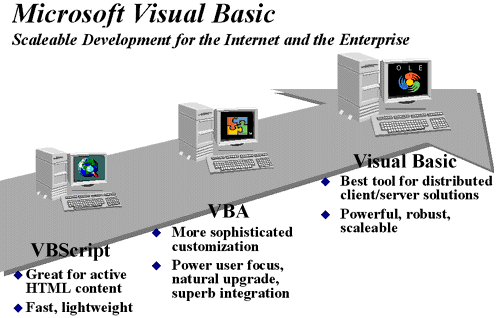 Microsoft Visual Basic
Scaleable Development for the Internet and the Enterprise
O L E
Visual Basic
Best tool for distributed
client/server solutions
Powerful, robust,
scaleable
VBA
More sophisticated
customization
Power user focus,
natural upgrade,
superb integration
VBScript
Great for active
HTML content
Fast, lightweight